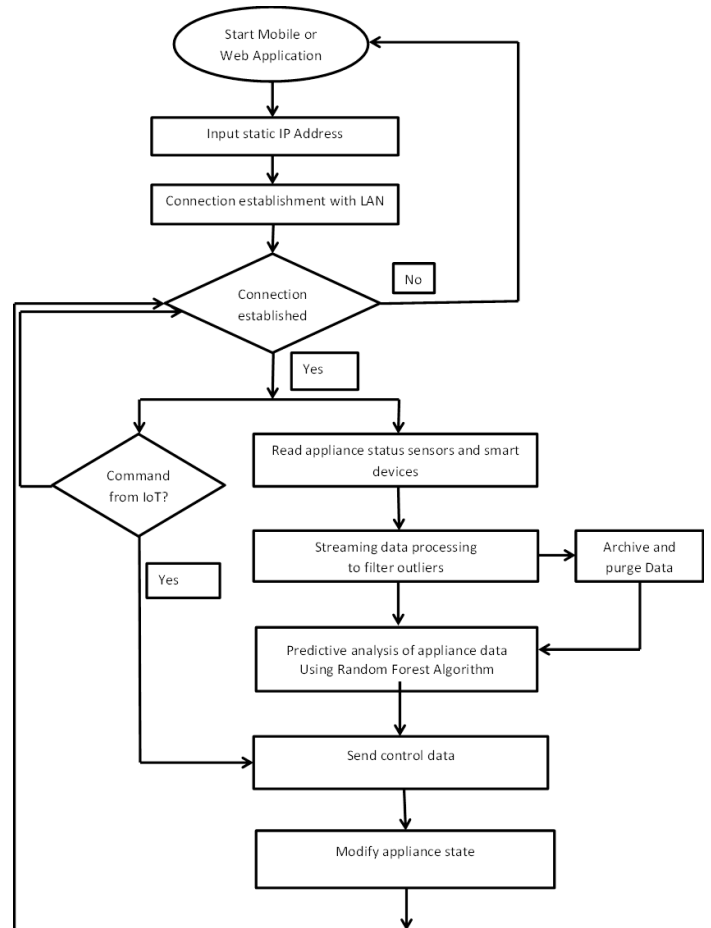 Start Mobile or
Web Application
Input static IP Address
Connection establishment with LAN
No
Connection
established
Yes
Read appliance status sensors and smart
devices
Command
from IoT?
Streaming data processing
to filter outliers
Archive and
purge Data
Yes
Predictive analysis of appliance data
Using Random Forest Algorithm
Send control data
Modify appliance state